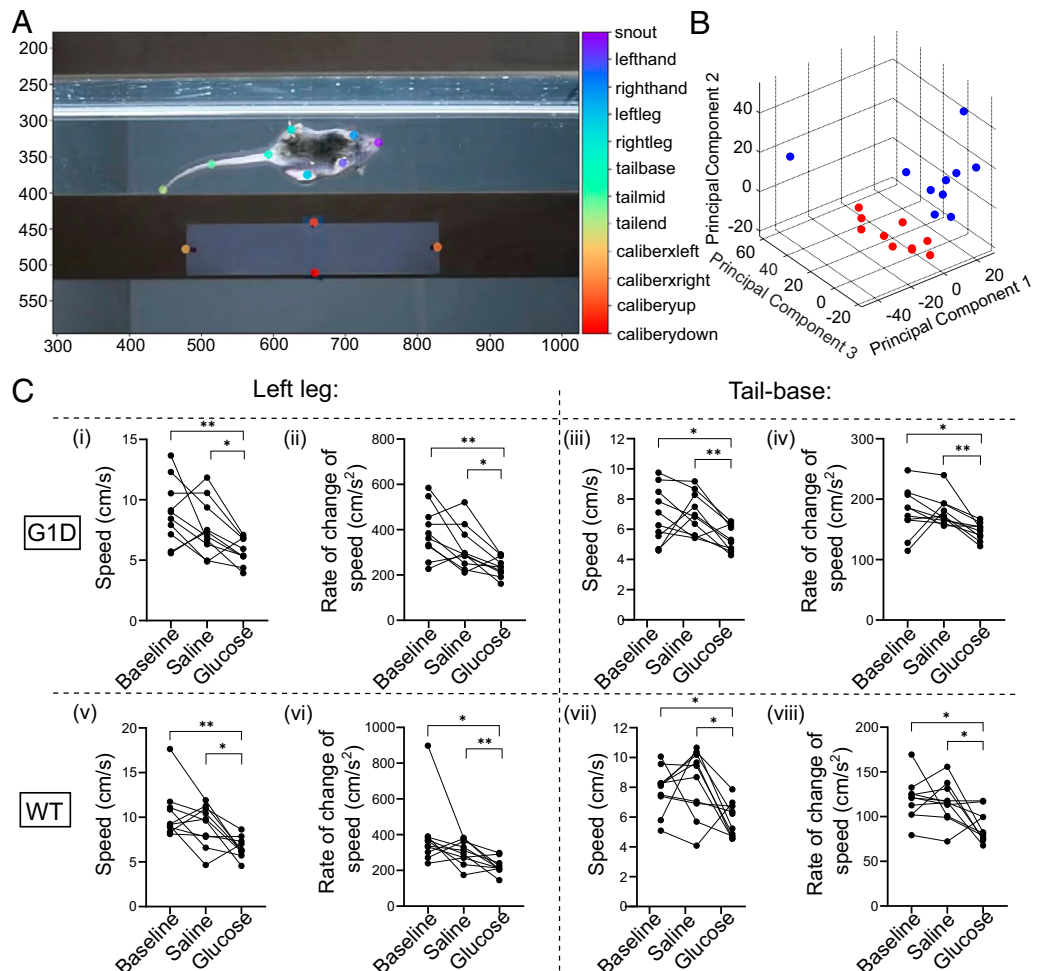 A
200
250
300
350
400
450
500
550
300 400 500 600 700 800 900 1000
snout
lefthand
righthand
leftleg
rightleg
tailbase
tailmid
tailend
caliberxleft
caliberxright
caliberyup
caliberydown
B
Principal Component 2
40
20
0
-20
60
40
20
0
-20
Principal Component 3
-40
-20
0
20
Principal Component 1
C
Left leg:
Tail-base:
G1D
(i)
Speed (cm/s)
15
10
5
0
**
*
Baseline
Saline
Glucose
(ii)
Rate of change of
speed (cm/s²)
800
600
400
200
0
**
*
Baseline
Saline
Glucose
(iii)
Speed (cm/s)
12
10
8
6
4
2
0
*
**
Baseline
Saline
Glucose
(iv)
Rate of change of
speed (cm/s²)
300
200
100
0
*
**
Baseline
Saline
Glucose
WT
(v)
Speed (cm/s)
20
15
10
5
0
**
*
Baseline
Saline
Glucose
(vi)
Rate of change of
speed (cm/s²)
1000
800
600
400
200
0
*
**
Baseline
Saline
Glucose
(vii)
Speed (cm/s)
12
10
8
6
4
2
0
*
*
Baseline
Saline
Glucose
(viii)
Rate of change of
speed (cm/s²)
200
150
100
50
0
*
*
Baseline
Saline
Glucose